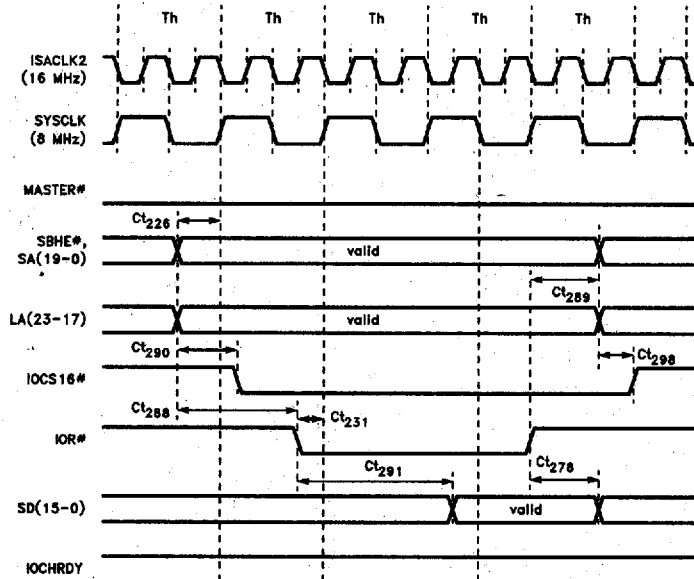 Th Th Th Th Th
ISACLK2
(16 MHz)
SYSCLK
(8 MHz)
MASTER#
Ct226
SBHE#,
SA(19-0)
valid
Ct289
LA(23-17)
valid
Ct290
Ct298
IOCS16#
Ct288
Ct231
IOR#
Ct291
Ct278
SD(15-0)
valid
IOCHRDY